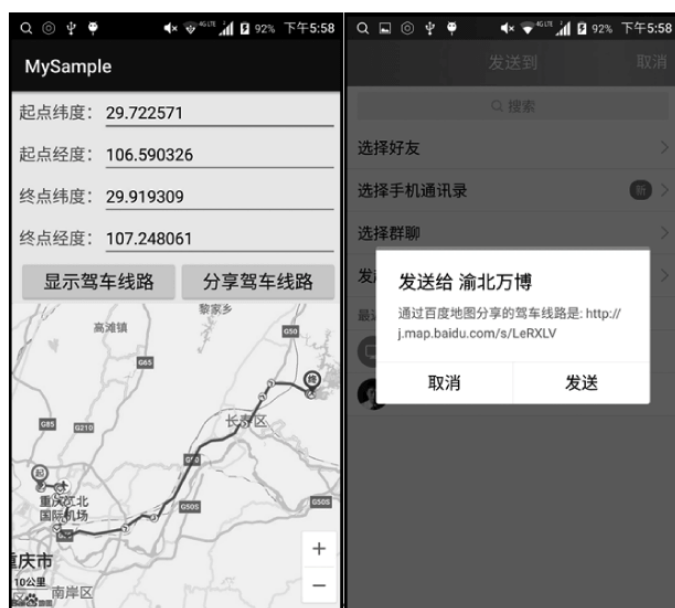 92% 下午5:58
MySample
起点纬度: 29.722571
起点经度: 106.590326
终点纬度: 29.919309
终点经度: 107.248061
显示驾车线路 分享驾车线路
黎家乡
高滩镇
G50
G65
终
长寿区
G85
G210
起
重庆江北
国际机场
G50S
G50S
重庆市
10公里
南岸区
+
−
92% 下午5:58
发送到 取消
搜索
选择好友
选择手机通讯录 新
选择群聊
发送给 渝北万博
通过百度地图分享的驾车线路是: http://
j.map.baidu.com/s/LeRXLV
取消 发送